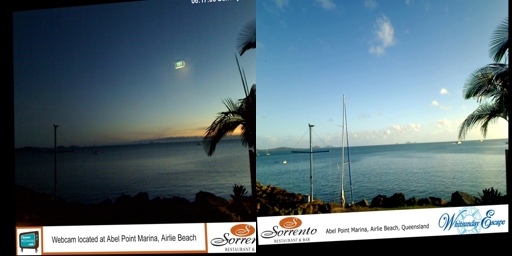 Webcam located at Abel Point Marina, Airlie Beach
Sorren
RESTAURANT &
Sorrento
RESTAURANT & BAR
Abel Point Marina, Airlie Beach, Queensland
Whitsunday Escape